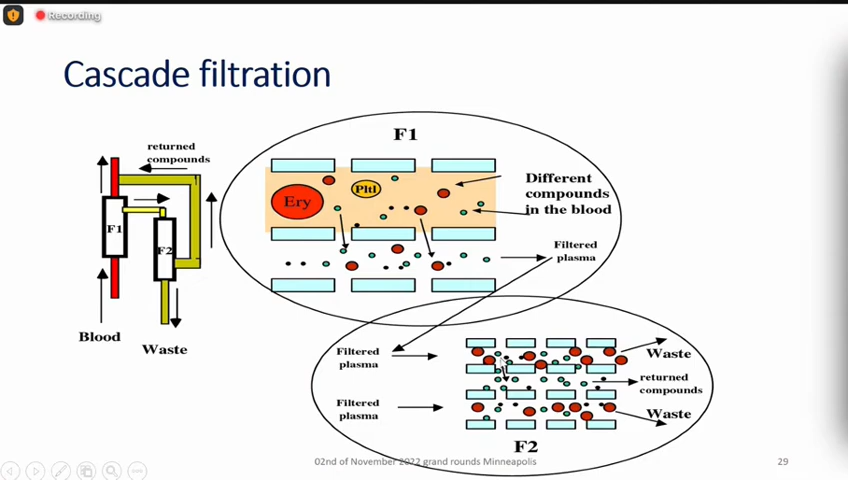 Recording
Cascade filtration
returned
compounds
F1
F2
Blood
Waste
F1
Ery
Pltl
Different
compounds
in the blood
Filtered
plasma
Filtered
plasma
Filtered
plasma
Waste
returned
compounds
Waste
F2
02nd of November 2022 grand rounds Minneapolis
29